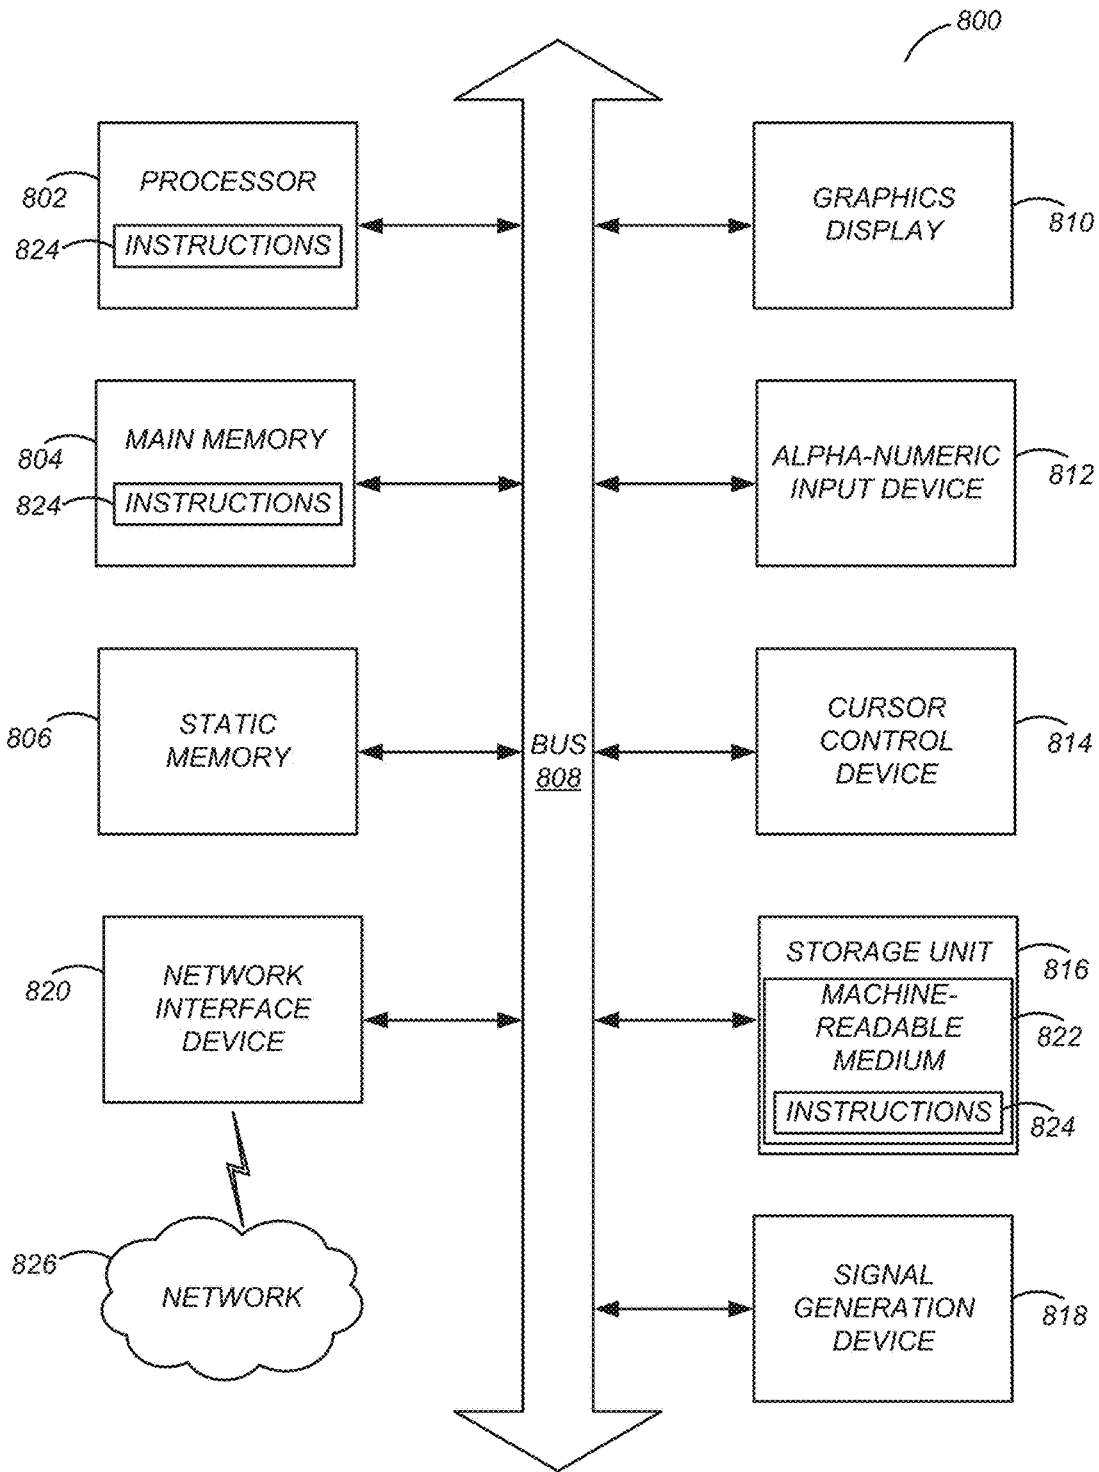 800
PROCESSOR
802
824
INSTRUCTIONS
GRAPHICS
DISPLAY
810
MAIN MEMORY
804
824
INSTRUCTIONS
ALPHA-NUMERIC
INPUT DEVICE
812
STATIC
MEMORY
806
BUS
808
CURSOR
CONTROL
DEVICE
814
NETWORK
INTERFACE
DEVICE
820
STORAGE UNIT
816
MACHINE-
READABLE
MEDIUM
822
INSTRUCTIONS
824
826
NETWORK
SIGNAL
GENERATION
DEVICE
818